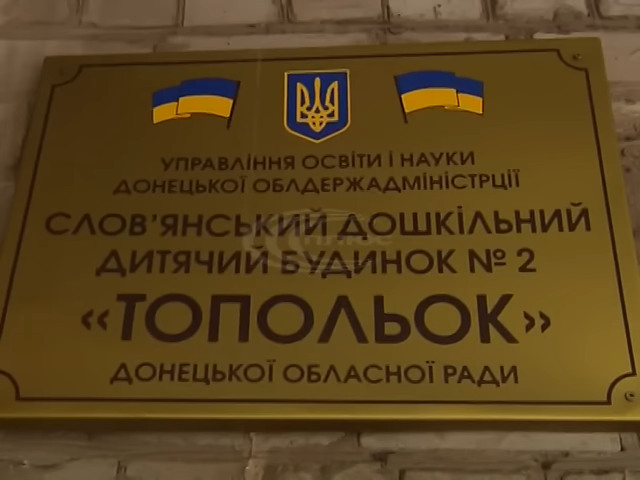 УПРАВЛІННЯ ОСВІТИ І НАУКИ
ДОНЕЦЬКОЇ ОБЛДЕРЖАДМІНІСТРЦІЇ
СЛОВ'ЯНСЬКИЙ ДОШКІЛЬНИЙ
ДИТЯЧИЙ БУДИНОК № 2
«ТОПОЛЬОК»
ДОНЕЦЬКОЇ ОБЛАСНОЇ РАДИ